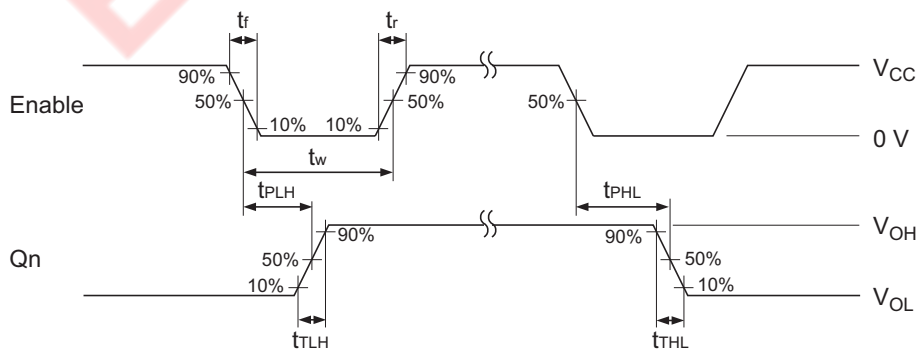 tf tr
90% 90% VCC
Enable 50% 50% 50%
10% 10% 0 V
tw
tPLH tPHL
90% 90% VOH
Qn 50% 50%
10% 10% VOL
tTLH tTHL